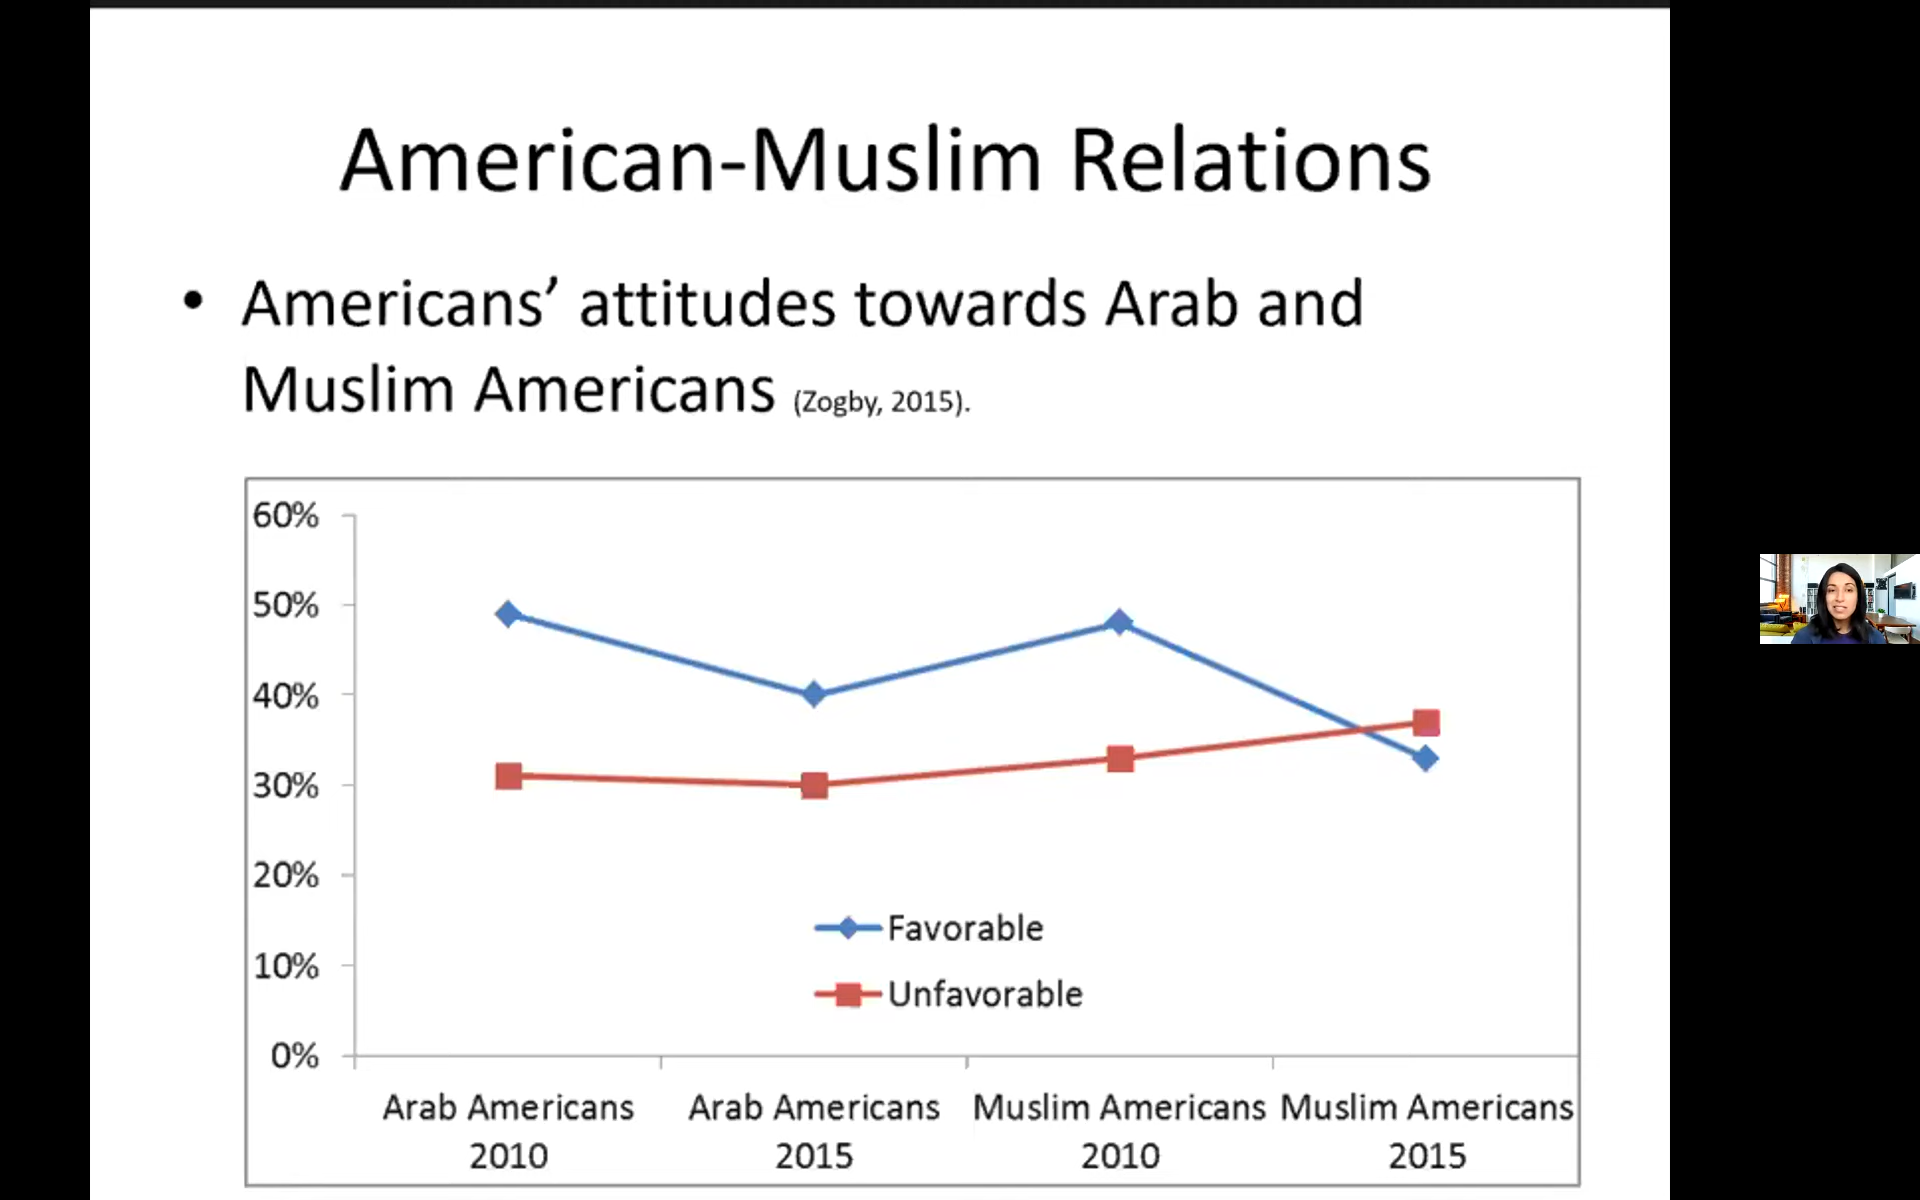 American-Muslim Relations
• Americans’ attitudes towards Arab and
Muslim Americans (Zogby, 2015).
60%
50%
40%
30%
20%
10%
0%
Favorable
Unfavorable
Arab Americans 2010
Arab Americans 2015
Muslim Americans 2010
Muslim Americans 2015